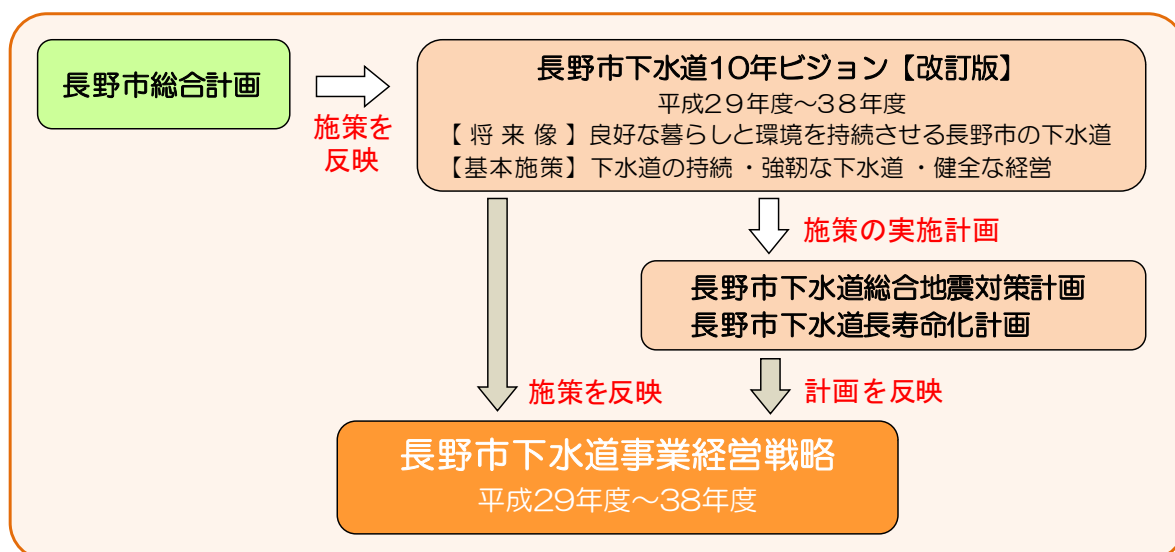 長野市総合計画
施策を
反映
長野市下水道10年ビジョン【改訂版】
平成29年度～38年度
【 将 来 像 】良好な暮らしと環境を持続させる長野市の下水道
【基本施策】下水道の持続 ・強靭な下水道 ・健全な経営
施策の実施計画
長野市下水道総合地震対策計画
長野市下水道長寿命化計画
施策を反映
計画を反映
長野市下水道事業経営戦略
平成29年度～38年度